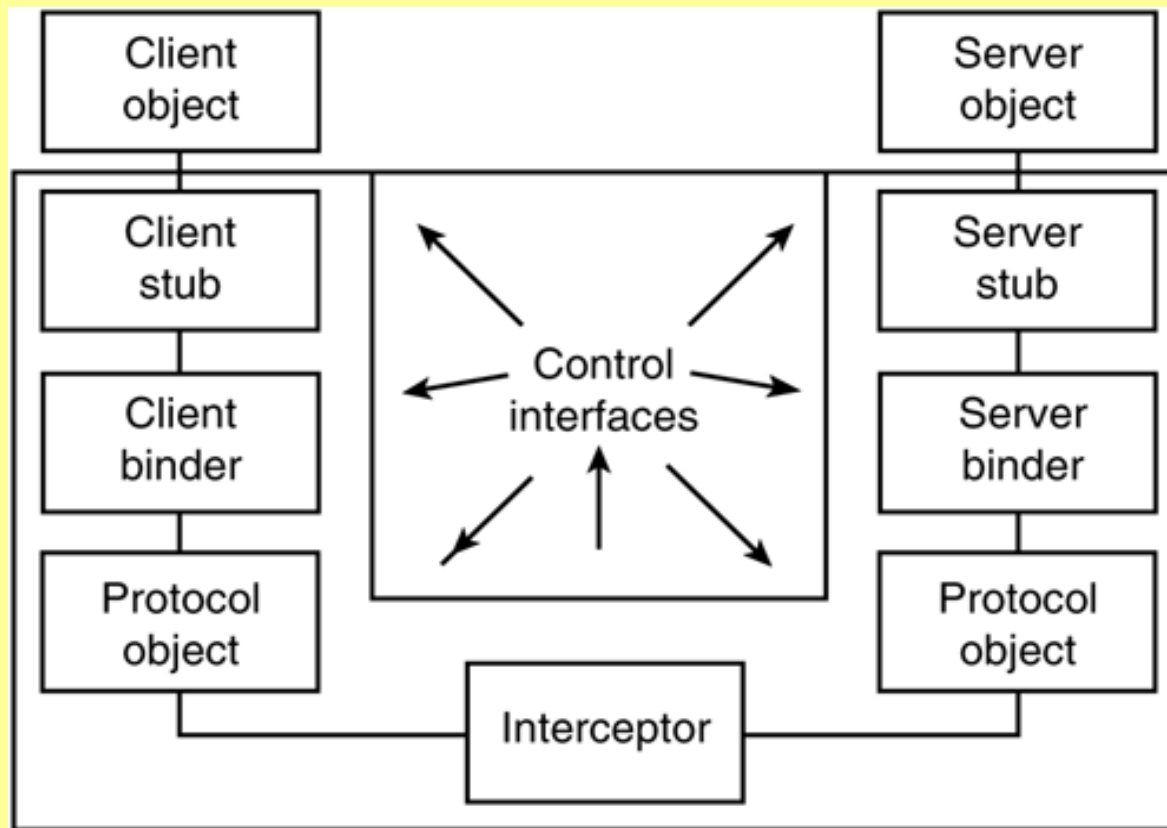 Client
object
Server
object
Client
stub
Server
stub
Control
interfaces
Client
binder
Server
binder
Protocol
object
Protocol
object
Interceptor